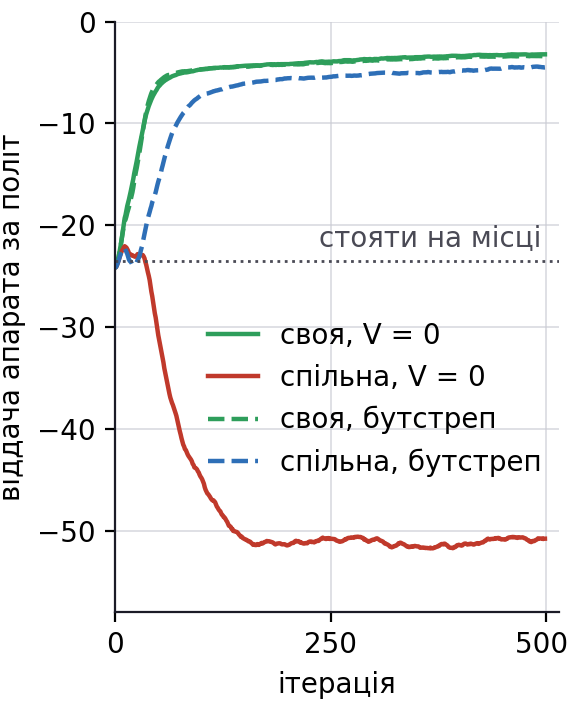 0
−10
−20
−30
−40
−50
віддача апарата за політ
стояти на місці
своя, V = 0
спільна, V = 0
своя, бутстреп
спільна, бутстреп
0
250
500
ітерація